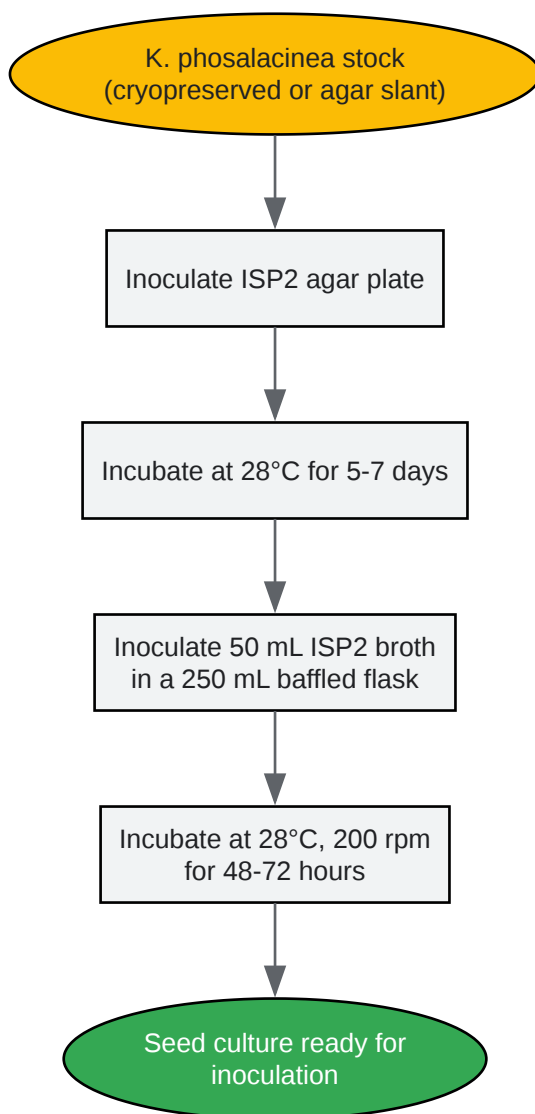 K. phosalacinea stock
(cryopreserved or agar slant)
Inoculate ISP2 agar plate
Incubate at 28°C for 5-7 days
Inoculate 50 mL ISP2 broth
in a 250 mL baffled flask
Incubate at 28°C, 200 rpm
for 48-72 hours
Seed culture ready for
inoculation